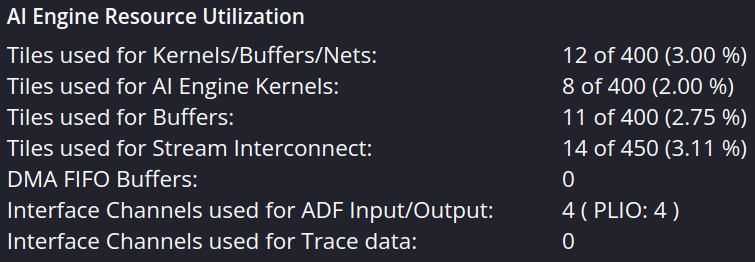 AI Engine Resource Utilization
Tiles used for Kernels/Buffers/Nets: 12 of 400 (3.00 %)
Tiles used for AI Engine Kernels: 8 of 400 (2.00 %)
Tiles used for Buffers: 11 of 400 (2.75 %)
Tiles used for Stream Interconnect: 14 of 450 (3.11 %)
DMA FIFO Buffers: 0
Interface Channels used for ADF Input/Output: 4 ( PLIO: 4 )
Interface Channels used for Trace data: 0